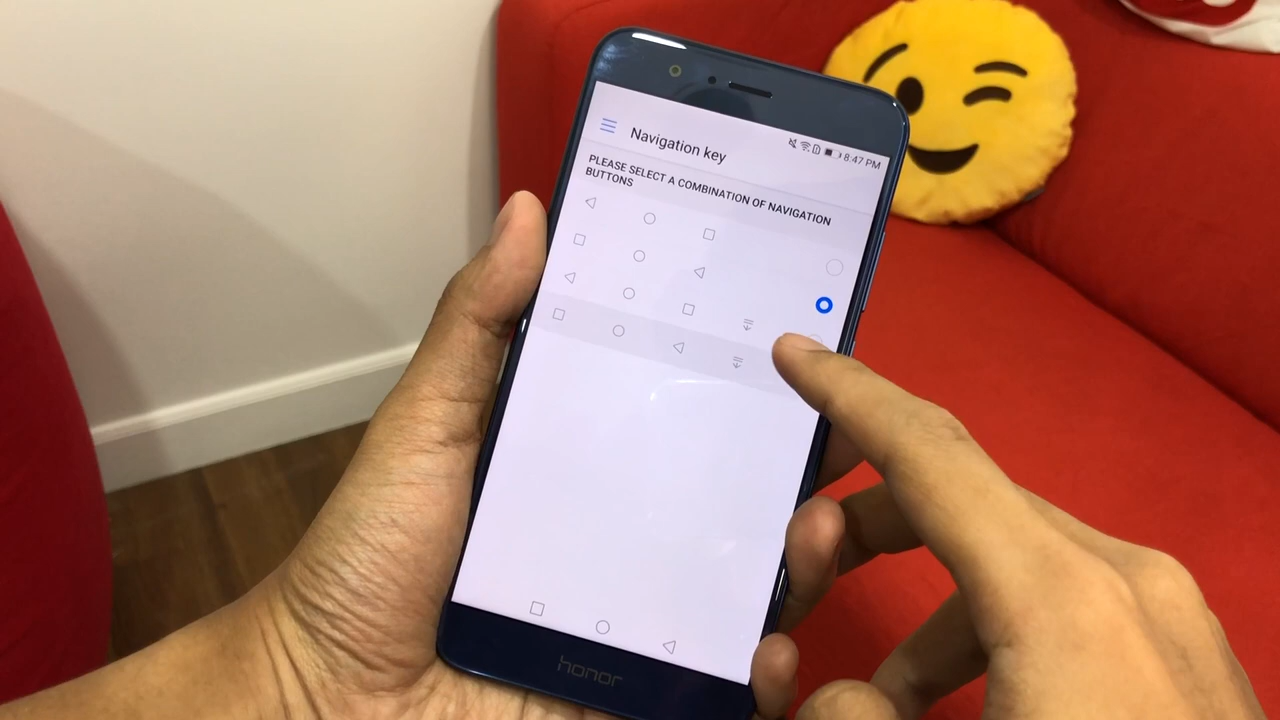 8:47 PM
Navigation key
PLEASE SELECT A COMBINATION OF NAVIGATION
BUTTONS
honor